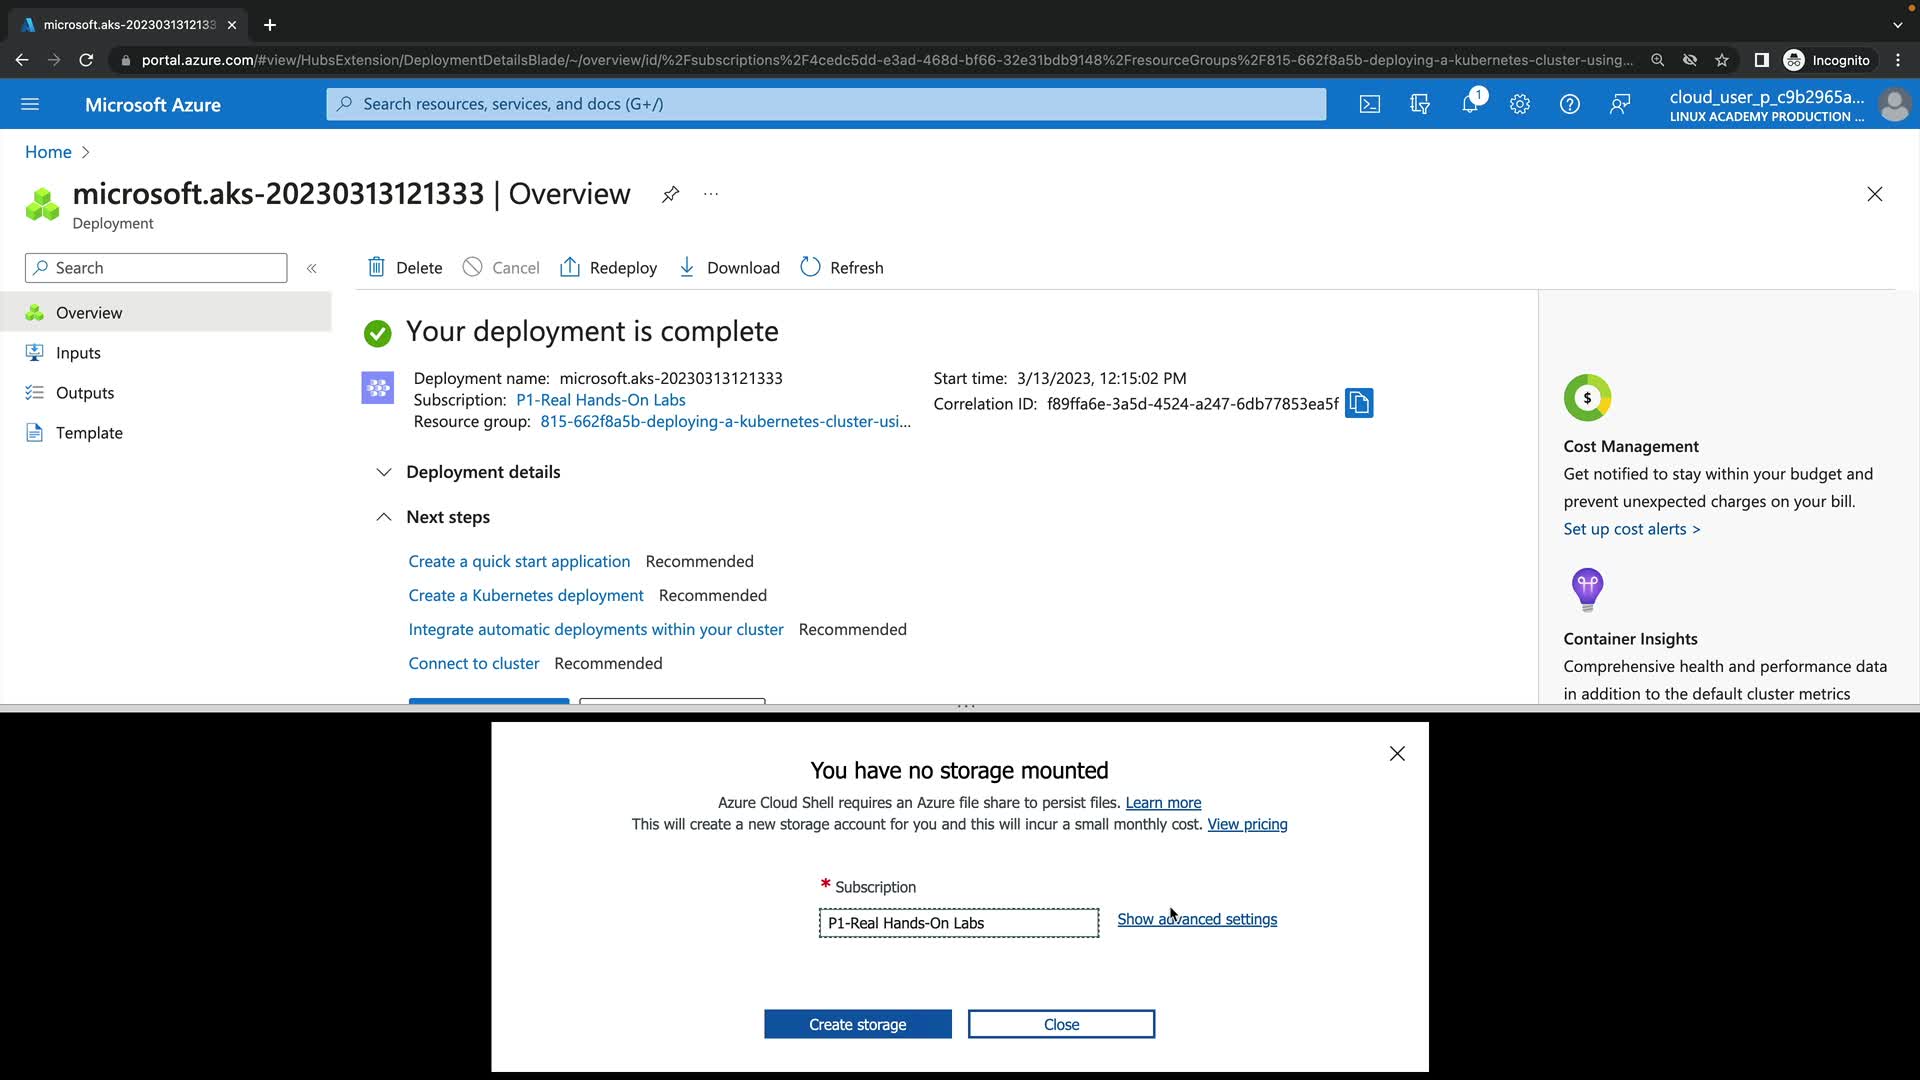 microsoft.aks-20230313121333
portal.azure.com/#view/HubsExtension/DeploymentDetailsBlade/~/overview/id/%2Fsubscriptions%2F4cedc5dd-e3ad-468d-bf66-32e31bdb9148%2FresourceGroups%2F815-662f8a5b-deploying-a-kubernetes-cluster-using...
Incognito
Microsoft Azure
Search resources, services, and docs (G+/)
1
cloud_user_p_c9b2965a...
LINUX ACADEMY PRODUCTION ...
Home
microsoft.aks-20230313121333 | Overview
Deployment
Search
Delete
Cancel
Redeploy
Download
Refresh
Overview
Inputs
Outputs
Template
Your deployment is complete
Deployment name: microsoft.aks-20230313121333
Subscription: P1-Real Hands-On Labs
Resource group: 815-662f8a5b-deploying-a-kubernetes-cluster-usi...
Start time: 3/13/2023, 12:15:02 PM
Correlation ID: f89ffa6e-3a5d-4524-a247-6db77853ea5f
Deployment details
Next steps
Create a quick start application Recommended
Create a Kubernetes deployment Recommended
Integrate automatic deployments within your cluster Recommended
Connect to cluster Recommended
$
Cost Management
Get notified to stay within your budget and
prevent unexpected charges on your bill.
Set up cost alerts >
Container Insights
Comprehensive health and performance data
in addition to the default cluster metrics
You have no storage mounted
Azure Cloud Shell requires an Azure file share to persist files. Learn more
This will create a new storage account for you and this will incur a small monthly cost. View pricing
* Subscription
P1-Real Hands-On Labs
Show advanced settings
Create storage
Close